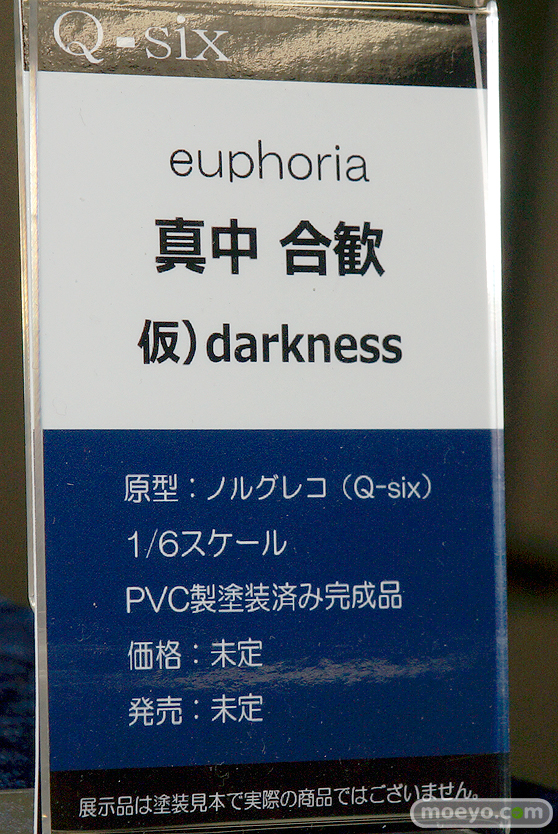 Q-six
euphoria
真中 合歓
仮)darkness
原型：ノルグレコ（Q-six）
1/6スケール
PVC製塗装済み完成品
価格：未定
発売：未定
展示品は塗装見本で実際の商品ではございません。
moeyo.com